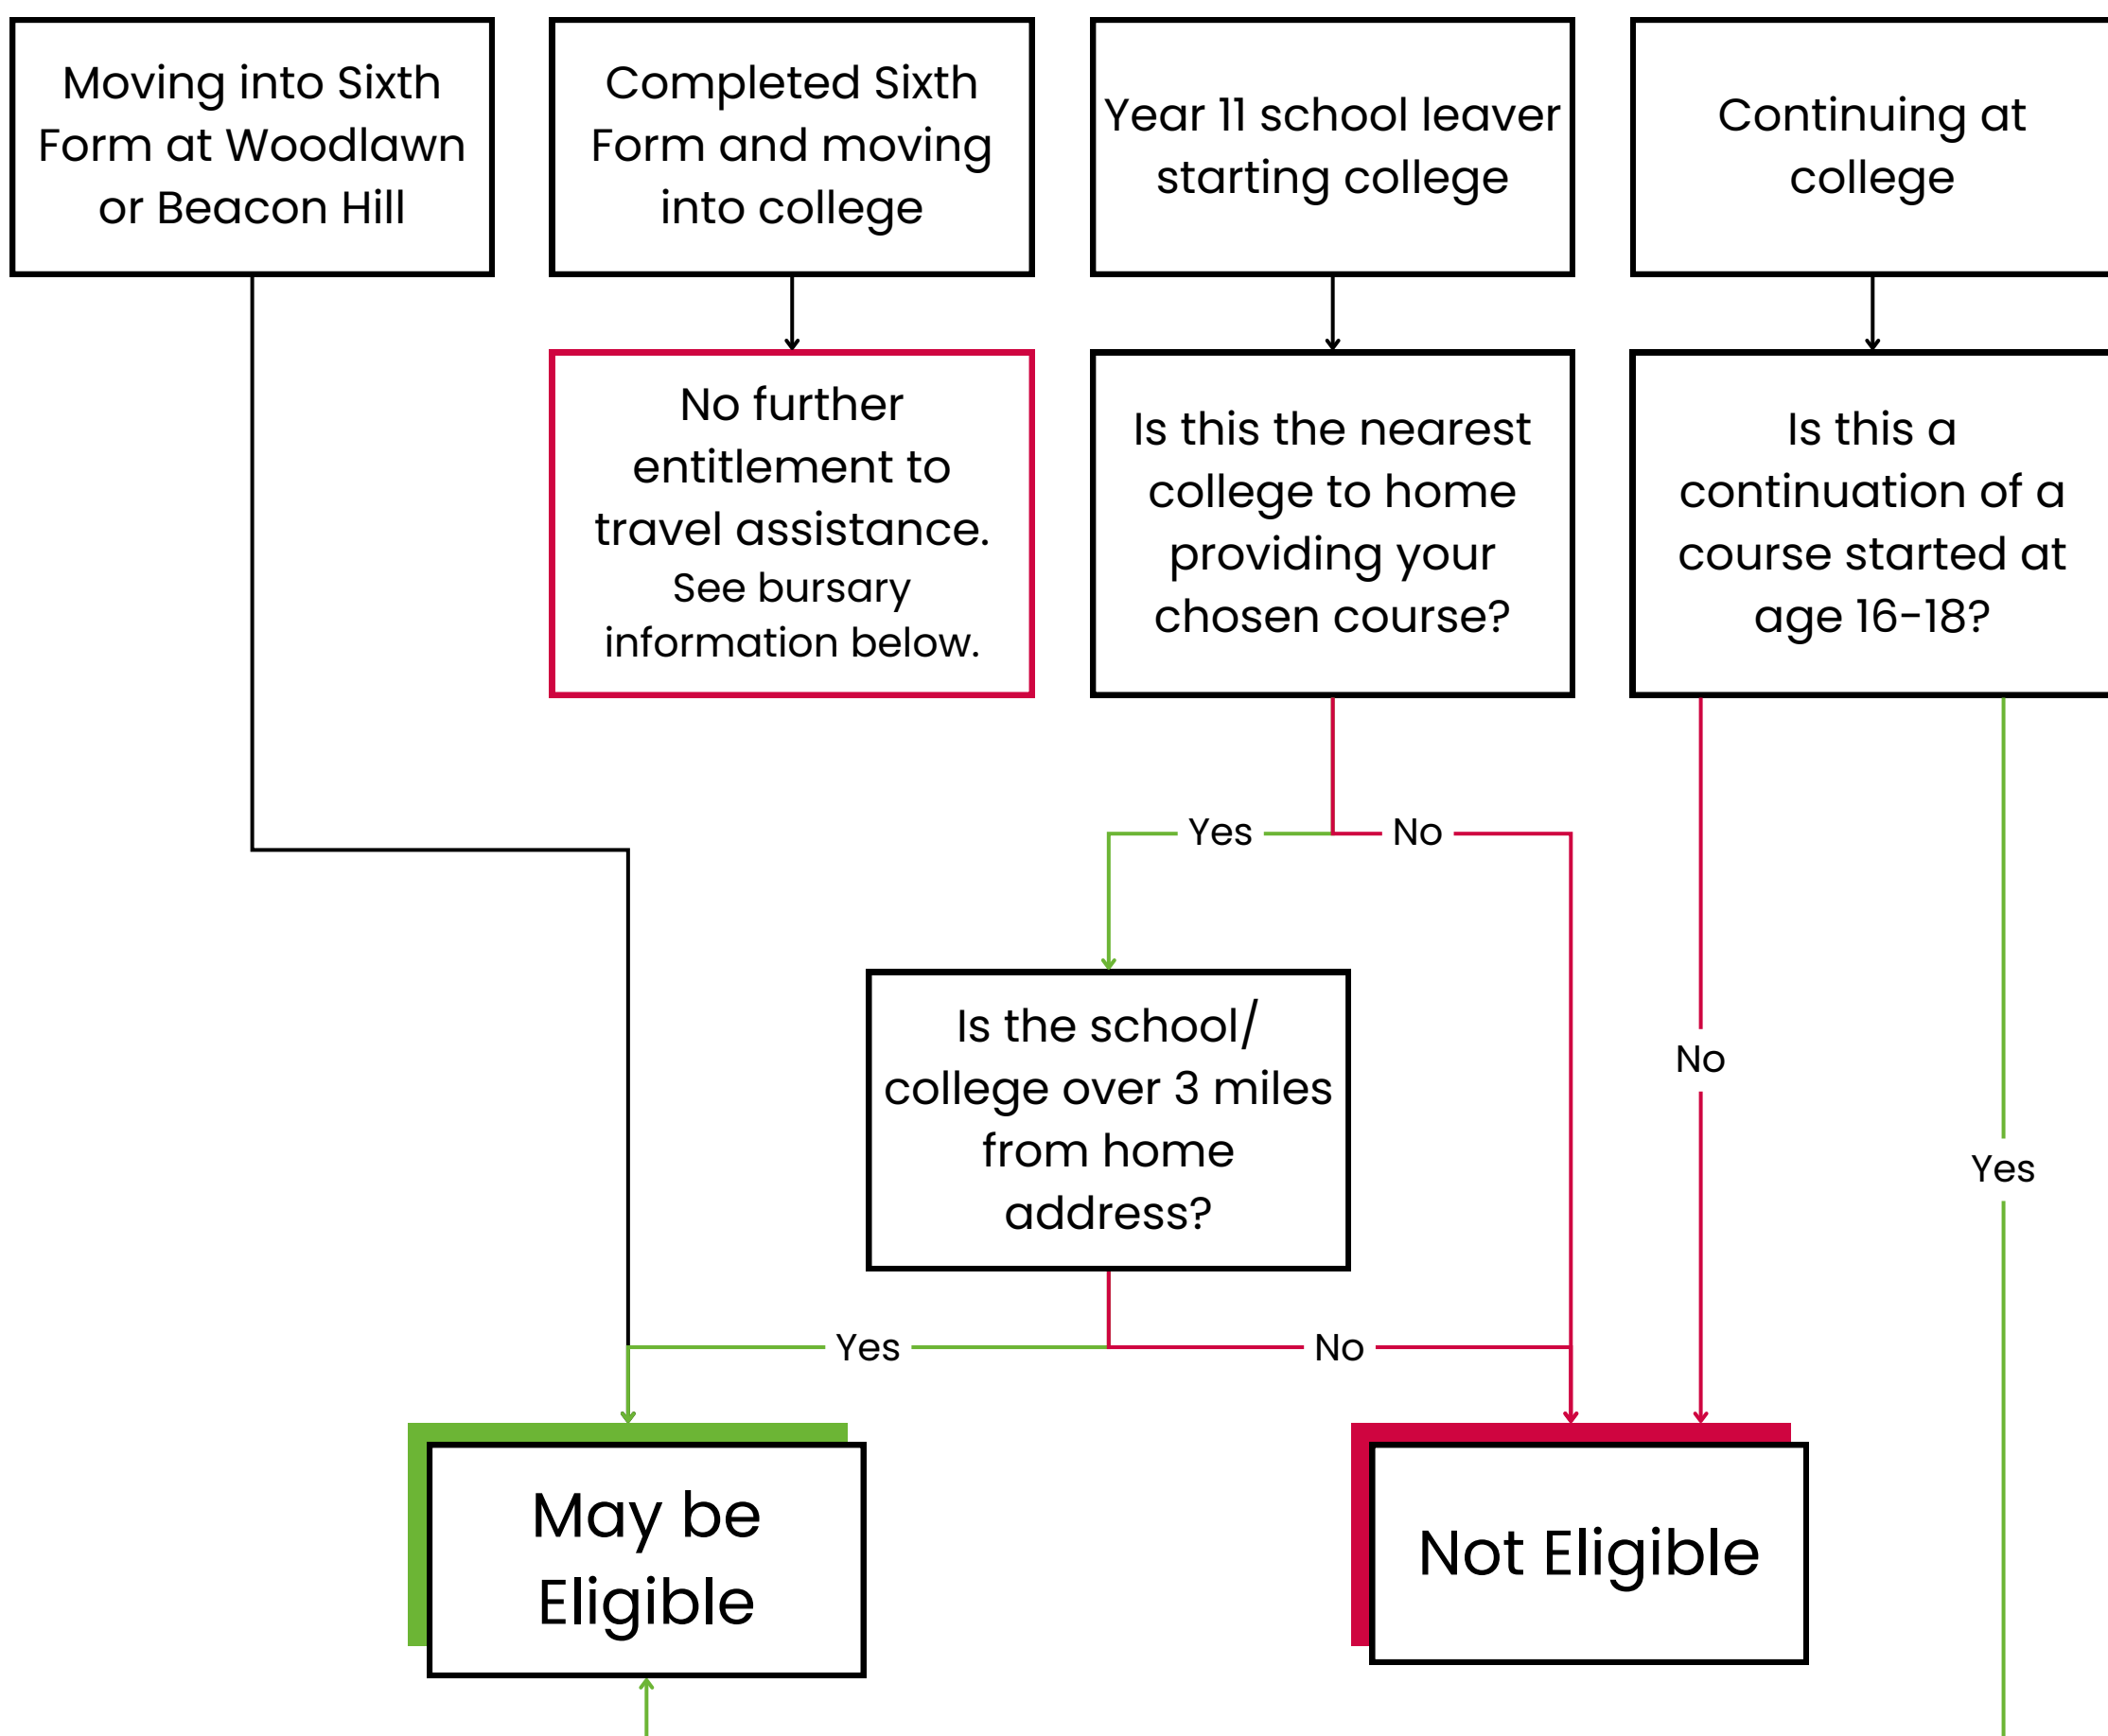 Moving into Sixth
Form at Woodlawn
or Beacon Hill
Completed Sixth
Form and moving
into college
Year 11 school leaver
starting college
Continuing at
college
No further
entitlement to
travel assistance.
See bursary
information below.
Is this the nearest
college to home
providing your
chosen course?
Is this a
continuation of a
course started at
age 16-18?
Yes
No
Is the school/
college over 3 miles
from home
address?
No
Yes
Yes
No
May be
Eligible
Not Eligible